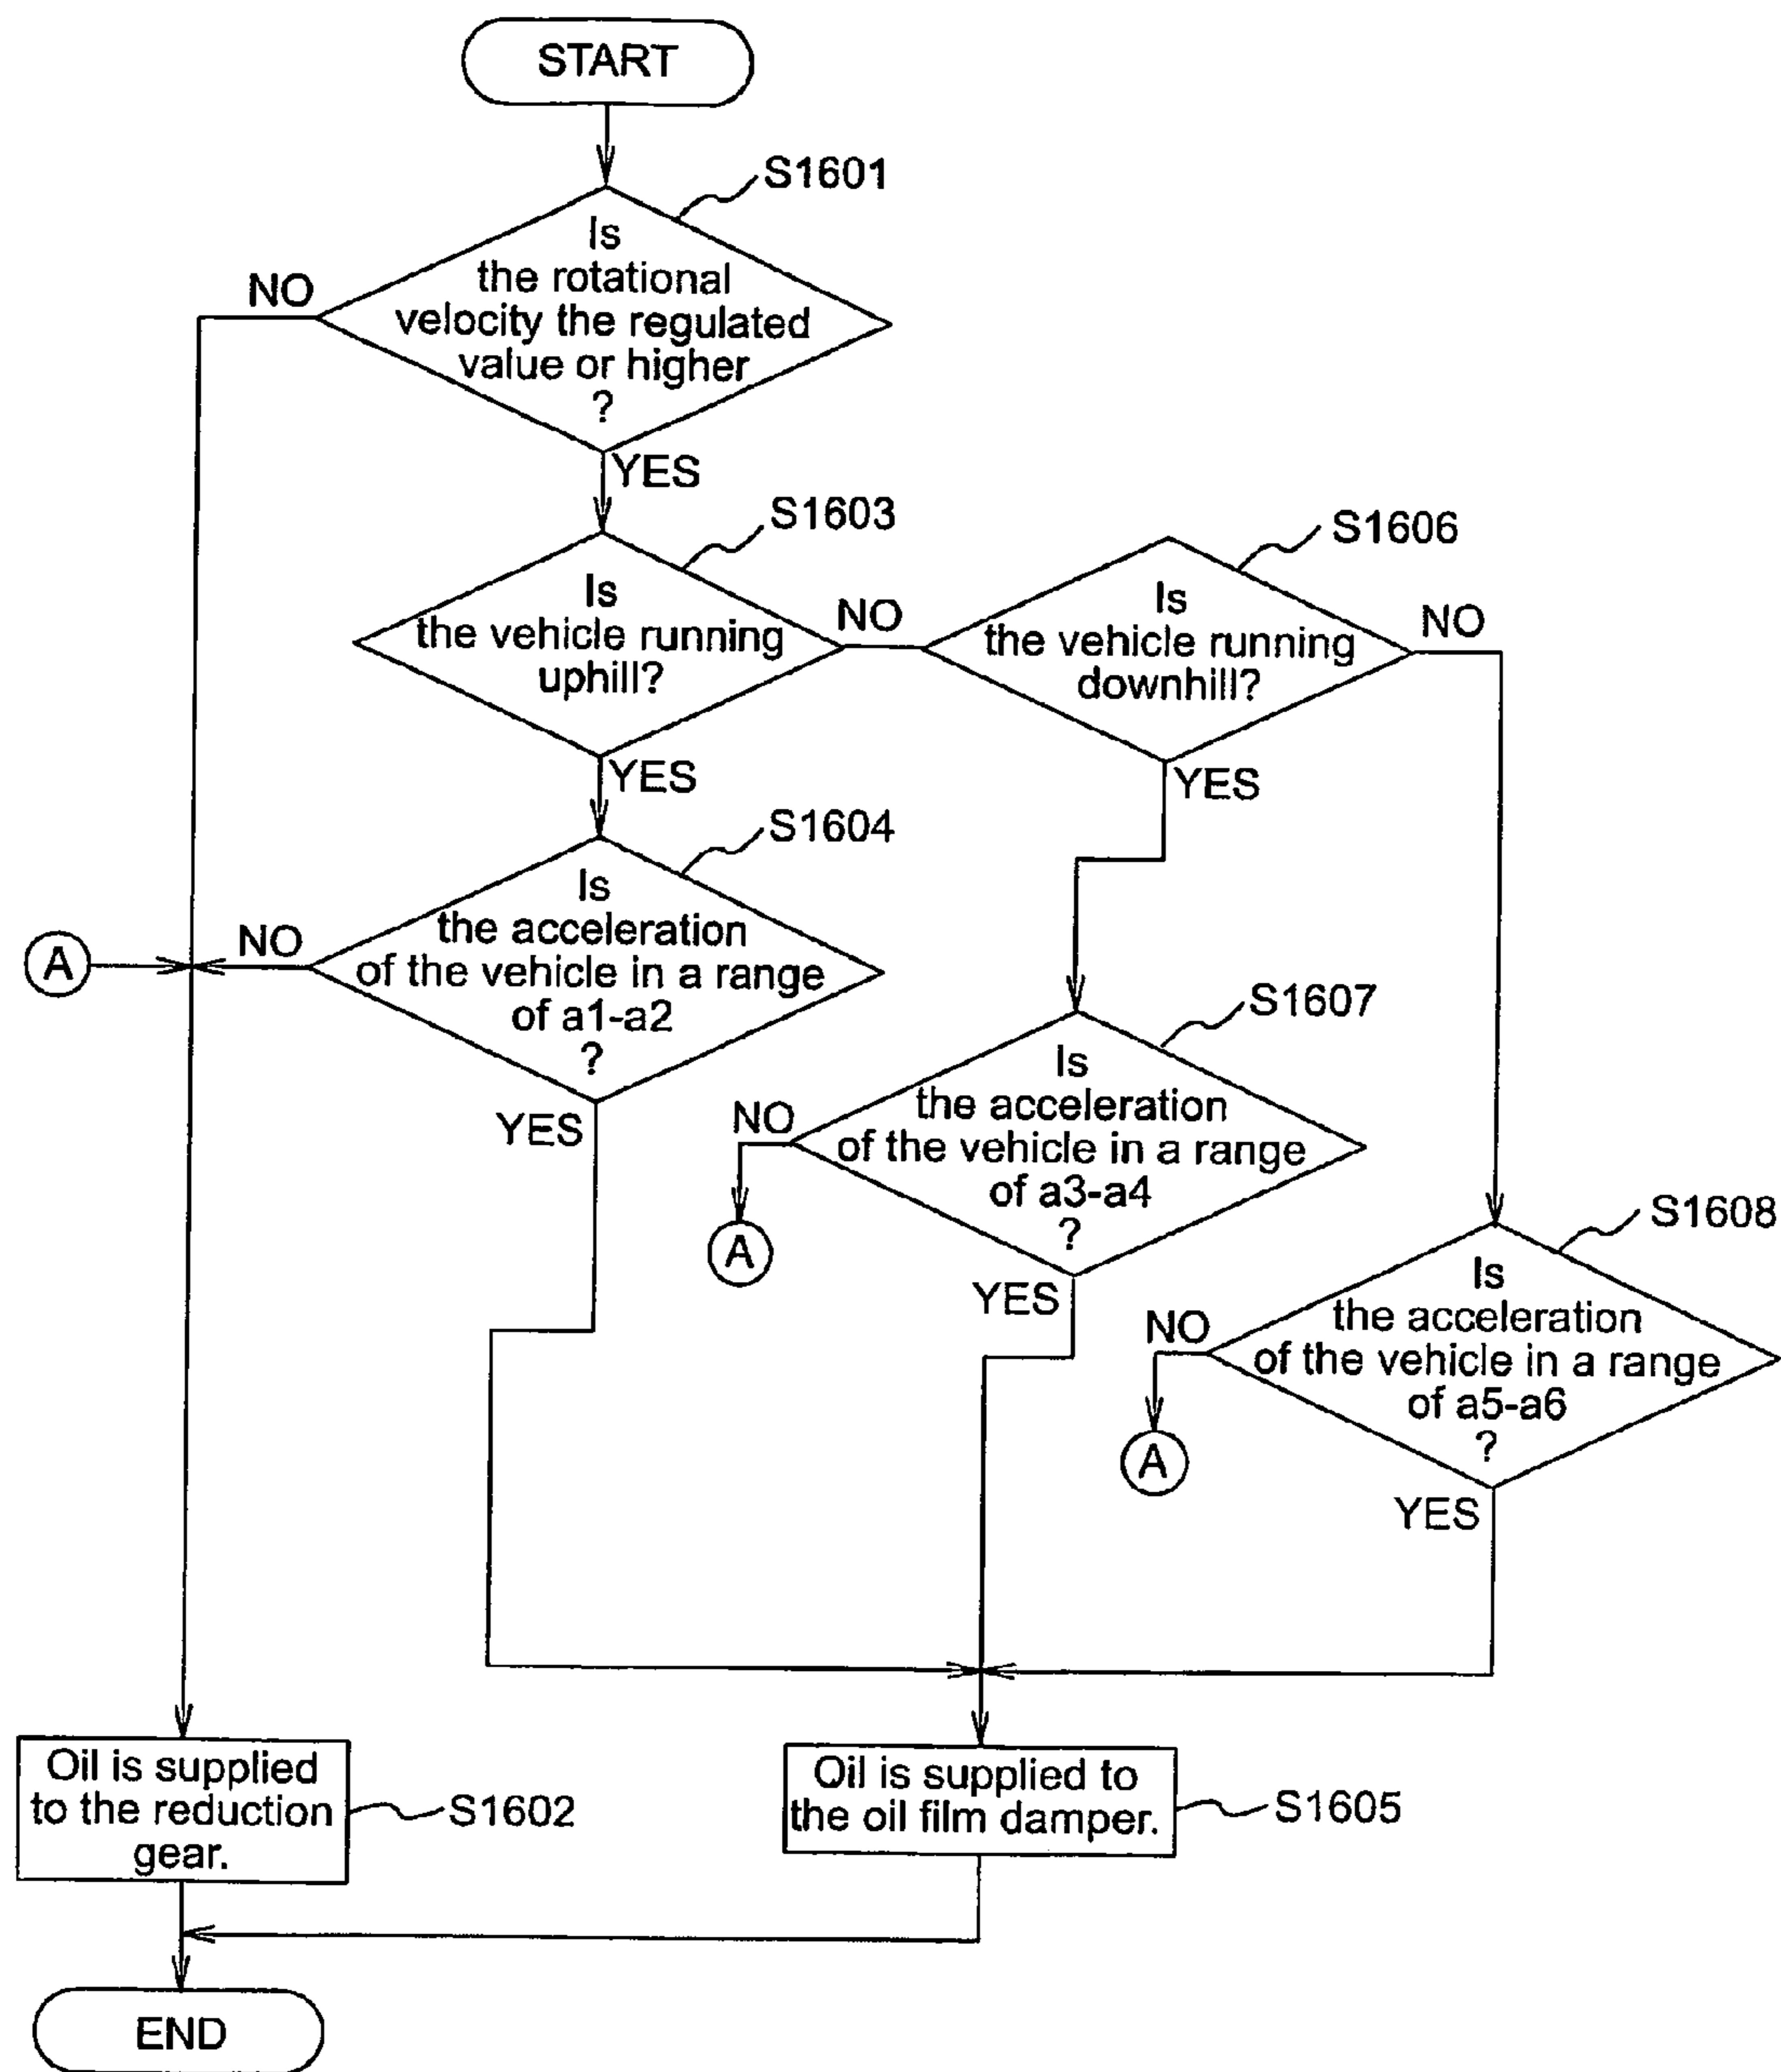 START
S1601
Is
the rotational
velocity the regulated
value or higher
?
NO
YES
S1603
Is
the vehicle running
uphill?
NO
YES
S1606
Is
the vehicle running
downhill?
NO
YES
S1604
Is
the acceleration
of the vehicle in a range
of a1-a2
?
NO
A
YES
S1607
Is
the acceleration
of the vehicle in a range
of a3-a4
?
NO
A
YES
S1608
Is
the acceleration
of the vehicle in a range
of a5-a6
?
NO
A
YES
Oil is supplied
to the reduction
gear.
S1602
Oil is supplied to
the oil film damper.
S1605
END